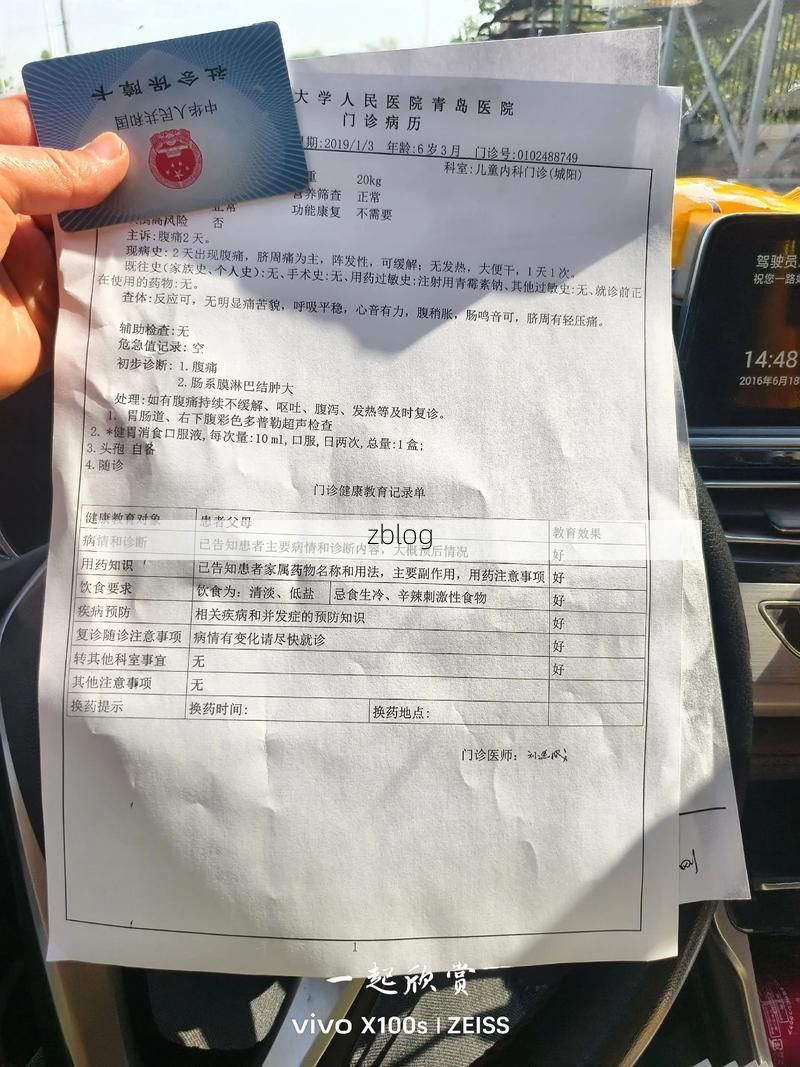 社会保障卡
中华人民共和国
大学人民医院青岛医院
门诊病历
期:2019/1/3 年龄:6岁3月 门诊号:0102488749
科室:儿童内科门诊(城阳)
重 20kg
营养筛查 正常
正常 功能康复 不需要
高风险 否
主诉:腹痛2天。
现病史:2天出现腹痛，脐周痛为主，阵发性，可缓解；无发热，大便干，1天1次。
既往史(家族史、个人史):无、手术史:无、用药过敏史:注射用青霉素钠、其他过敏史:无、就诊前正
在使用的药物:无。
查体:反应可，无明显痛苦貌，呼吸平稳，心音有力，腹稍胀，肠鸣音可，脐周有轻压痛。
辅助检查:无
危急值记录:空
初步诊断: 1.腹痛
2.肠系膜淋巴结肿大
处理:如有腹痛持续不缓解、呕吐、腹泻、发热等及时复诊。
1. 胃肠道、右下腹彩色多普勒超声检查
2. *健胃消食口服液,每次量:10ml,口服,日两次,总量:1盒;
3.头孢 自备
4.随诊
门诊健康教育记录单
健康教育对象 患者父母 教育效果
病情和诊断 已告知患者主要病情和诊断内容，大概预后情况 好
用药知识 已告知患者家属药物名称和用法，主要副作用，用药注意事项 好
饮食要求 饮食为：清淡、低盐 忌食生冷、辛辣刺激性食物 好
疾病预防 相关疾病和并发症的预防知识 好
复诊随诊注意事项 病情有变化请尽快就诊 好
转其他科室事宜 无 好
其他注意事项 无
换药提示 换药时间: 换药地点:
门诊医师:
1
zblog
驾驶员
祝您一路
14:48
2016年6月18
一起欣赏
vivo X100s | ZEISS